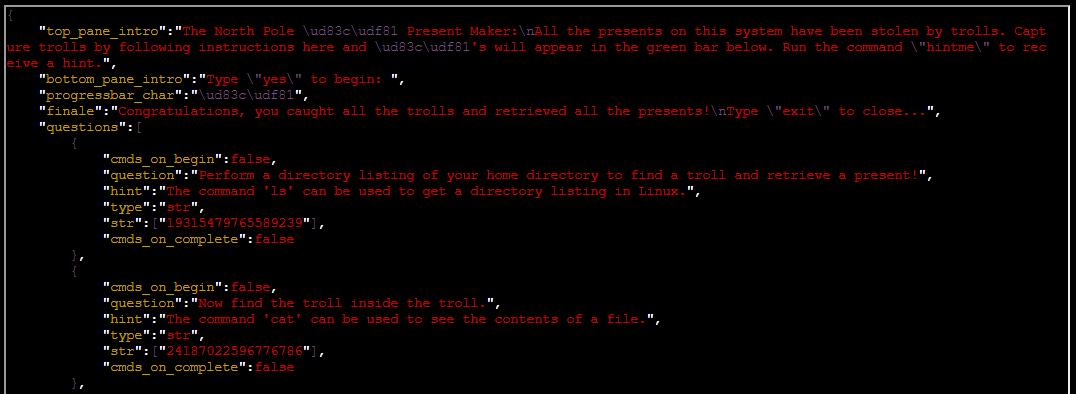 {
    "top_pane_intro":"The North Pole \ud83c\udf81 Present Maker:\nAll the presents on this system have been stolen by trolls. Capt
ure trolls by following instructions here and \ud83c\udf81's will appear in the green bar below. Run the command \"hintme\" to rec
eive a hint.",
    "bottom_pane_intro":"Type \"yes\" to begin: ",
    "progressbar_char":"\ud83c\udf81",
    "finale":"Congratulations, you caught all the trolls and retrieved all the presents!\nType \"exit\" to close...",
    "questions":[
        {
            "cmds_on_begin":false,
            "question":"Perform a directory listing of your home directory to find a troll and retrieve a present!",
            "hint":"The command 'ls' can be used to get a directory listing in Linux.",
            "type":"str",
            "str":["19315479765589239"],
            "cmds_on_complete":false
        },
        {
            "cmds_on_begin":false,
            "question":"Now find the troll inside the troll.",
            "hint":"The command 'cat' can be used to see the contents of a file.",
            "type":"str",
            "str":["24187022596776786"],
            "cmds_on_complete":false
        },